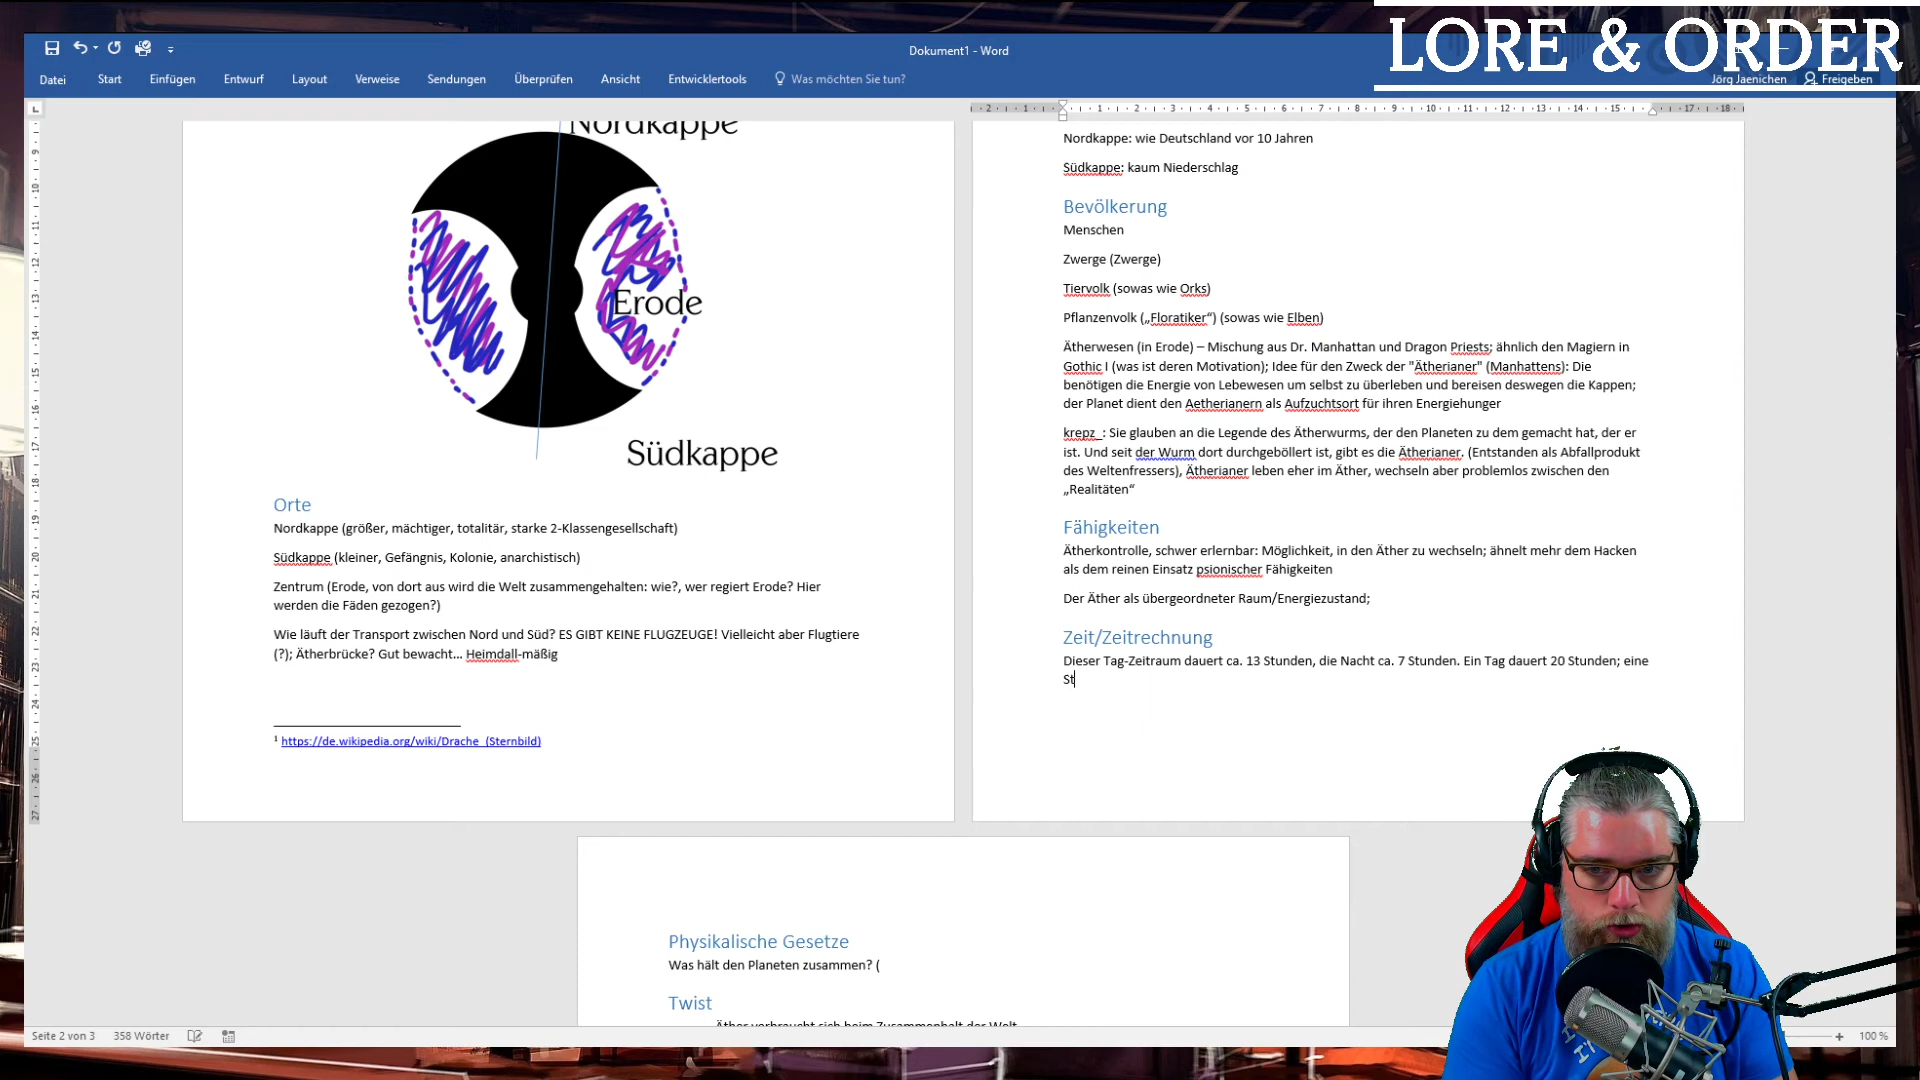 LORE & ORDER
Dokument1 - Word
Datei Start Einfügen Entwurf Layout Verweise Sendungen Überprüfen Ansicht Entwicklertools Was möchten Sie tun? Jörg Jaenichen Freigeben
Nordkappe
Erode
Südkappe
Orte
Nordkappe (größer, mächtiger, totalitär, starke 2-Klassengesellschaft)
Südkappe (kleiner, Gefängnis, Kolonie, anarchistisch)
Zentrum (Erode, von dort aus wird die Welt zusammengehalten: wie?, wer regiert Erode? Hier
werden die Fäden gezogen?)
Wie läuft der Transport zwischen Nord und Süd? ES GIBT KEINE FLUGZEUGE! Vielleicht aber Flugtiere
(?); Ätherbrücke? Gut bewacht... Heimdall-mäßig
1 https://de.wikipedia.org/wiki/Drache_(Sternbild)
Nordkappe: wie Deutschland vor 10 Jahren
Südkappe: kaum Niederschlag
Bevölkerung
Menschen
Zwerge (Zwerge)
Tiervolk (sowas wie Orks)
Pflanzenvolk („Floratiker“) (sowas wie Elben)
Ätherwesen (in Erode) – Mischung aus Dr. Manhattan und Dragon Priests; ähnlich den Magiern in
Gothic I (was ist deren Motivation); Idee für den Zweck der "Ätherianer" (Manhattens): Die
benötigen die Energie von Lebewesen um selbst zu überleben und bereisen deswegen die Kappen;
der Planet dient den Aetherianern als Aufzuchtsort für ihren Energiehunger
krepz_: Sie glauben an die Legende des Ätherwurms, der den Planeten zu dem gemacht hat, der er
ist. Und seit der Wurm dort durchgeböllert ist, gibt es die Ätherianer. (Entstanden als Abfallprodukt
des Weltenfressers), Ätherianer leben eher im Äther, wechseln aber problemlos zwischen den
„Realitäten“
Fähigkeiten
Ätherkontrolle, schwer erlernbar: Möglichkeit, in den Äther zu wechseln; ähnelt mehr dem Hacken
als dem reinen Einsatz psionischer Fähigkeiten
Der Äther als übergeordneter Raum/Energiezustand;
Zeit/Zeitrechnung
Dieser Tag-Zeitraum dauert ca. 13 Stunden, die Nacht ca. 7 Stunden. Ein Tag dauert 20 Stunden; eine
St
Physikalische Gesetze
Was hält den Planeten zusammen? (
Twist
Äther verbraucht sich beim Zusammenhalt der Welt
Seite 2 von 3 358 Wörter 100 %